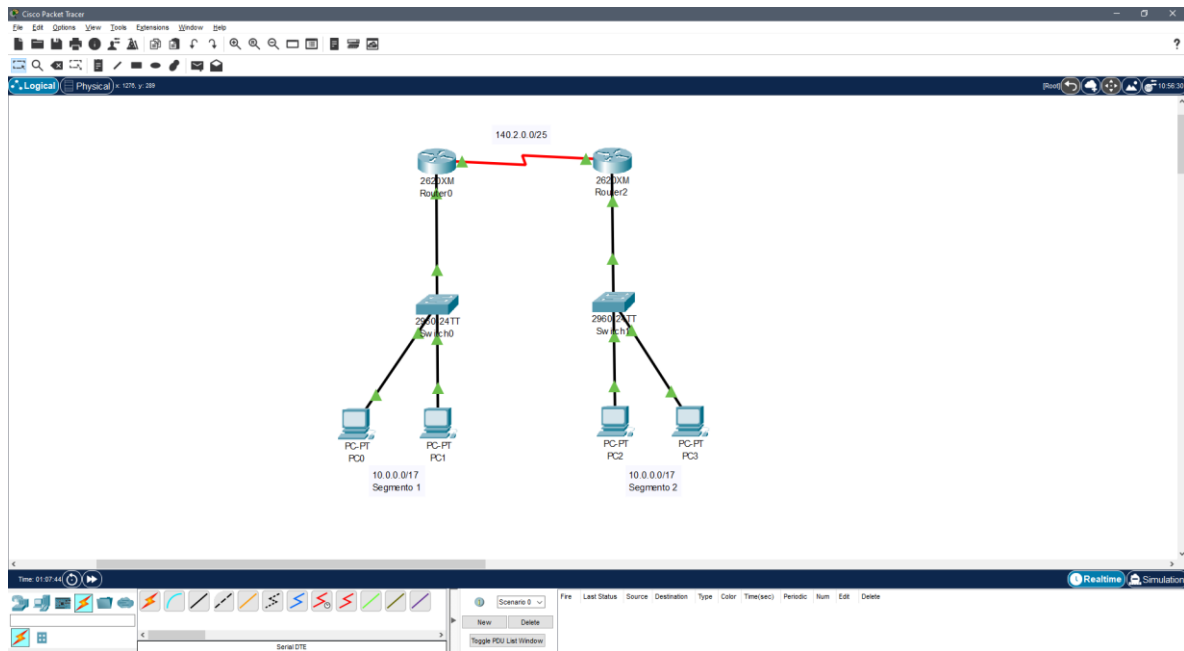 Cisco Packet Tracer
File Edit Options View Tools Extensions Window Help
?
Logical Physical x: 1276, y: 289
[Root] 10:56:30
140.2.0.0/25
2620XM
Router0
2620XM
Router2
2960-24TT
Switch0
2960-24TT
Switch1
PC-PT
PC0
PC-PT
PC1
PC-PT
PC2
PC-PT
PC3
10.0.0.0/17
Segmento 1
10.0.0.0/17
Segmento 2
Time: 01:07:44
Realtime Simulation
Scenario 0
New Delete
Toggle PDU List Window
Fire Last Status Source Destination Type Color Time(sec) Periodic Num Edit Delete
Serial DTE